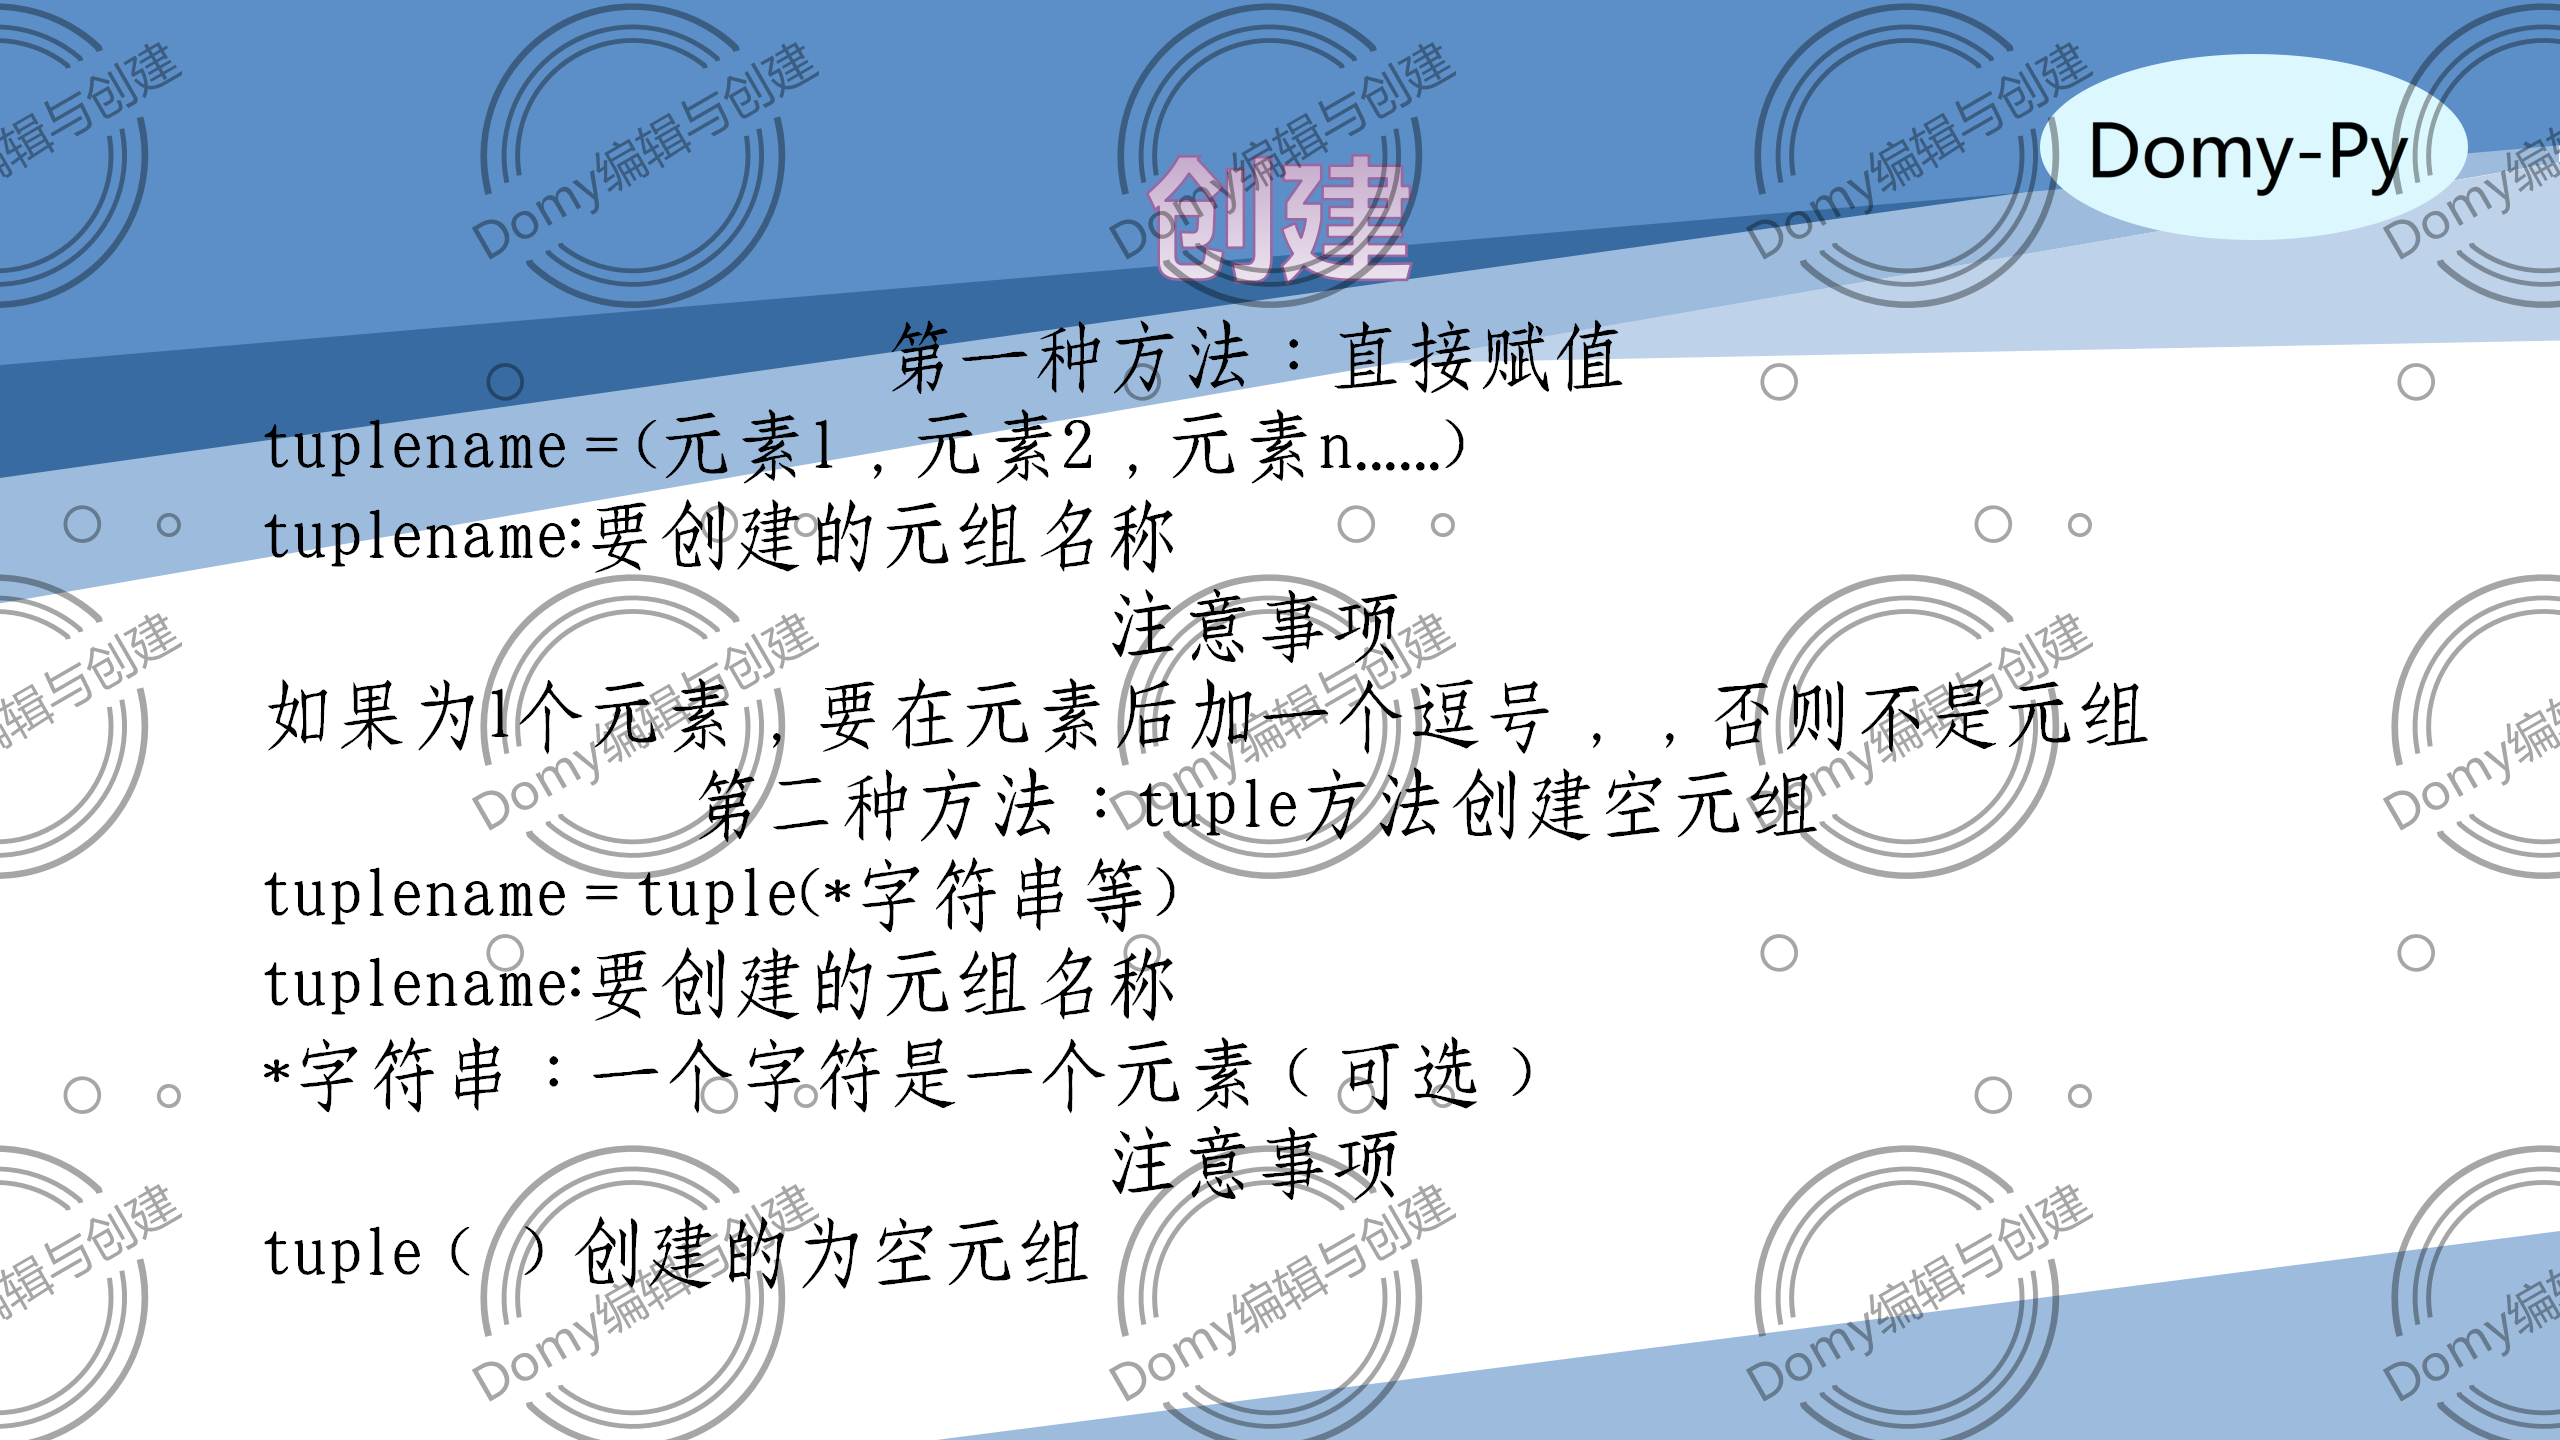 Domy-Py
创建
第一种方法：直接赋值
tuplename=(元素1，元素2，元素n……)
tuplename:要创建的元组名称
注意事项
如果为1个元素，要在元素后加一个逗号，，否则不是元组
第二种方法：tuple方法创建空元组
tuplename=tuple(*字符串等)
tuplename:要创建的元组名称
*字符串：一个字符是一个元素（可选）
注意事项
tuple（ ）创建的为空元组
Domy编辑与创建